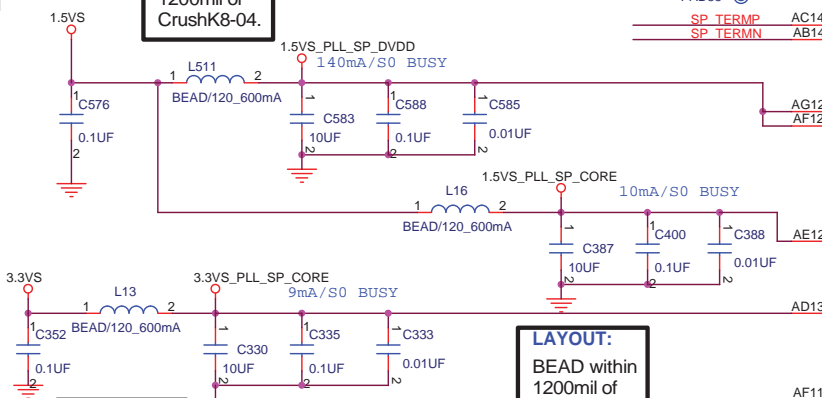 1200mil of
CrushK8-04.
SP_TERMP AC14
SP_TERMN AB14
1.5VS
1.5VS_PLL_SP_DVDD
140mA/S0 BUSY
L511
1 2
BEAD/120_600mA
1
C576
0.1UF
2
1
C583
10UF
2
1
C588
0.1UF
2
1
C585
0.01UF
2
AG12
AF12
1.5VS_PLL_SP_CORE
10mA/S0 BUSY
L16
1 2
BEAD/120_600mA
1
C387
10UF
2
1
C400
0.1UF
2
1
C388
0.01UF
2
AE12
3.3VS
3.3VS_PLL_SP_CORE
9mA/S0 BUSY
L13
1 2
BEAD/120_600mA
1
C352
0.1UF
2
1
C330
10UF
2
1
C335
0.1UF
2
1
C333
0.01UF
2
AD13
LAYOUT:
BEAD within
1200mil of
AF11